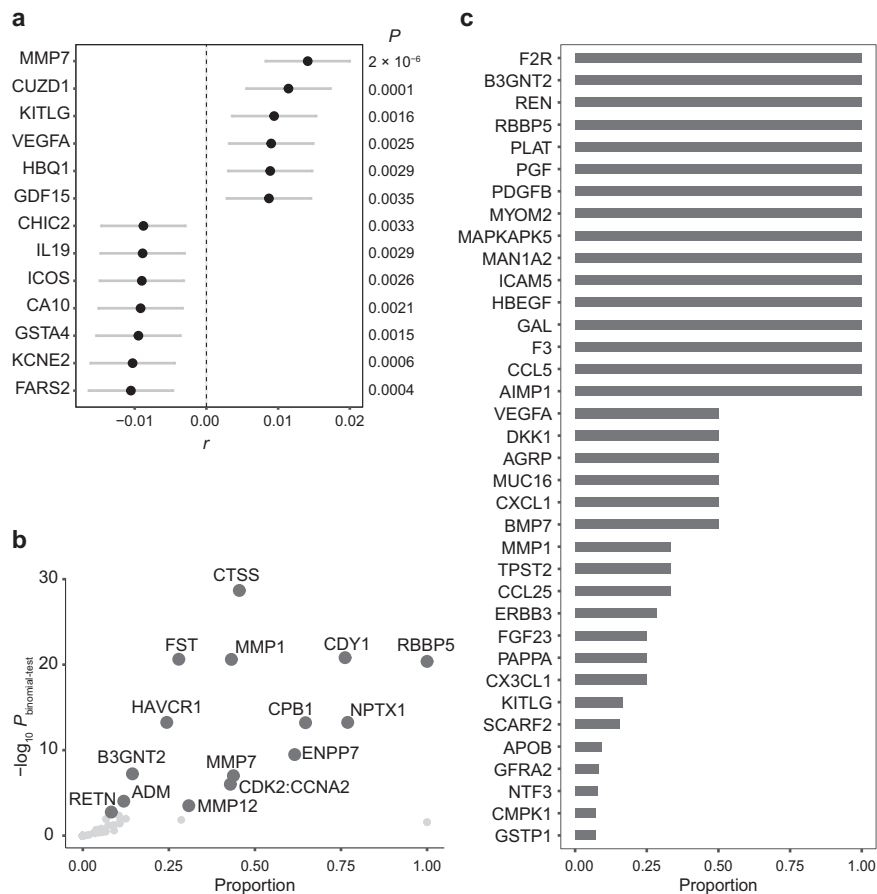 a
P
MMP7 2 × 10⁻⁶
CUZD1 0.0001
KITLG 0.0016
VEGFA 0.0025
HBQ1 0.0029
GDF15 0.0035
CHIC2 0.0033
IL19 0.0029
ICOS 0.0026
CA10 0.0021
GSTA4 0.0015
KCNE2 0.0006
FARS2 0.0004
−0.01 0.00 0.01 0.02
r
b
30
20
10
0
−log₁₀ P binomial-test
CTSS
FST
MMP1
CDY1
RBBP5
HAVCR1
CPB1
NPTX1
B3GNT2
MMP7
ENPP7
RETN
ADM
CDK2:CCNA2
MMP12
0.00 0.25 0.50 0.75 1.00
Proportion
c
F2R
B3GNT2
REN
RBBP5
PLAT
PGF
PDGFB
MYOM2
MAPKAPK5
MAN1A2
ICAM5
HBEGF
GAL
F3
CCL5
AIMP1
VEGFA
DKK1
AGRP
MUC16
CXCL1
BMP7
MMP1
TPST2
CCL25
ERBB3
FGF23
PAPPA
CX3CL1
KITLG
SCARF2
APOB
GFRA2
NTF3
CMPK1
GSTP1
0.00 0.25 0.50 0.75 1.00
Proportion